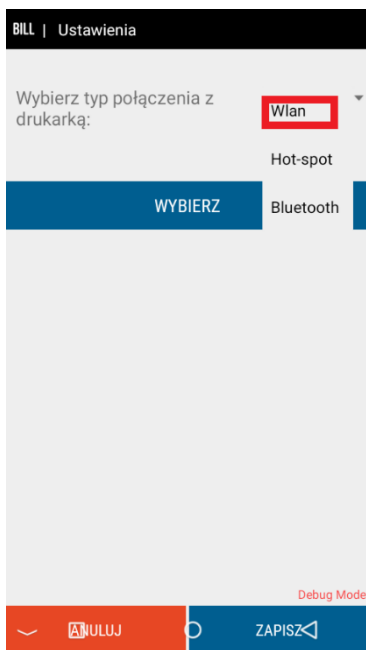 BILL | Ustawienia
Wybierz typ połączenia z
drukarką:
Wlan
Hot-spot
Bluetooth
WYBIERZ
Debug Mode
ANULUJ
ZAPISZ